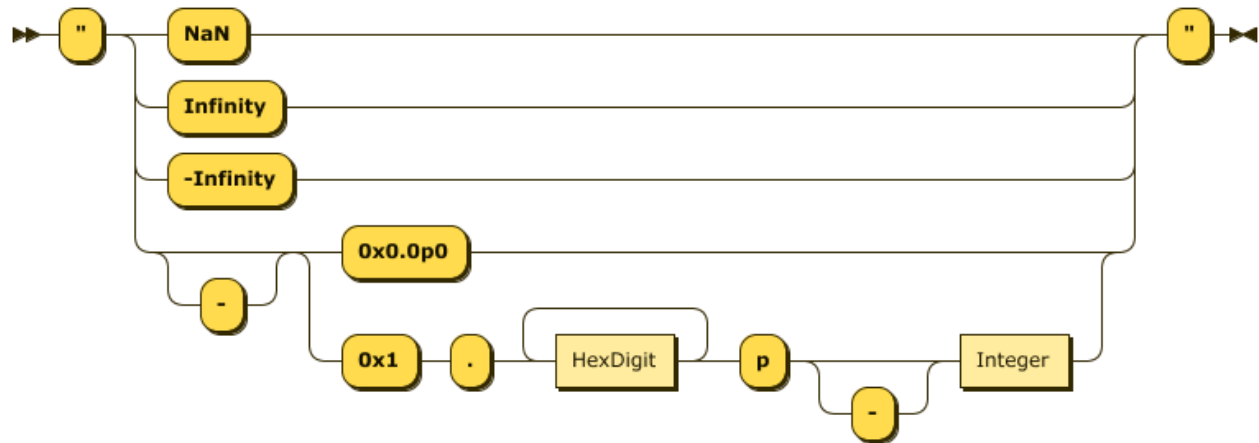 " NaN "
Infinity
-Infinity
0x0.0p0
-
0x1 . HexDigit p Integer
-